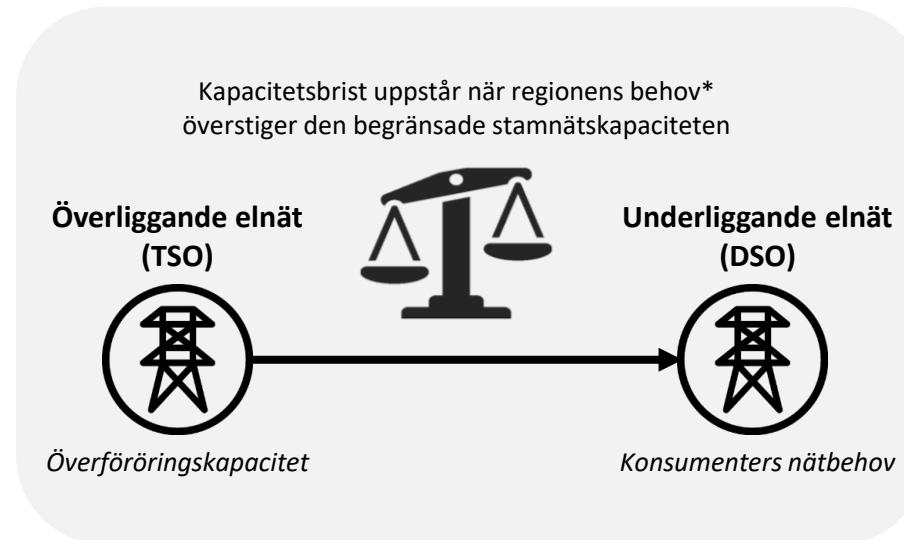 Kapacitetsbrist uppstår när regionens behov*
överstiger den begränsade stamnätskapaciteten
Överliggande elnät
(TSO)
Underliggande elnät
(DSO)
Överföröringskapacitet
Konsumenters nätbehov